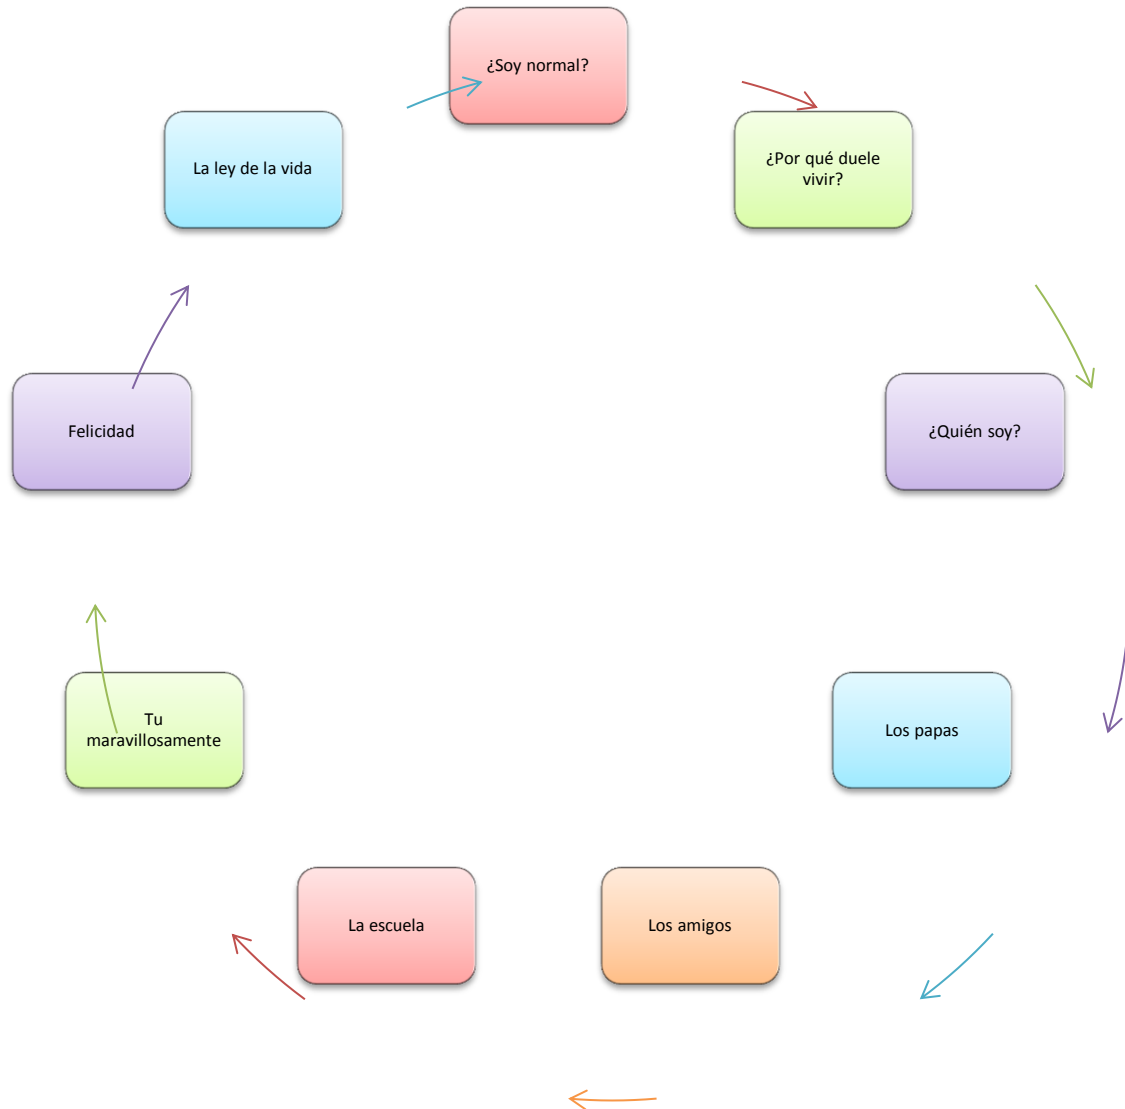 ¿Soy normal?
¿Por qué duele
vivir?
¿Quién soy?
Los papas
Los amigos
La escuela
Tu
maravillosamente
Felicidad
La ley de la vida